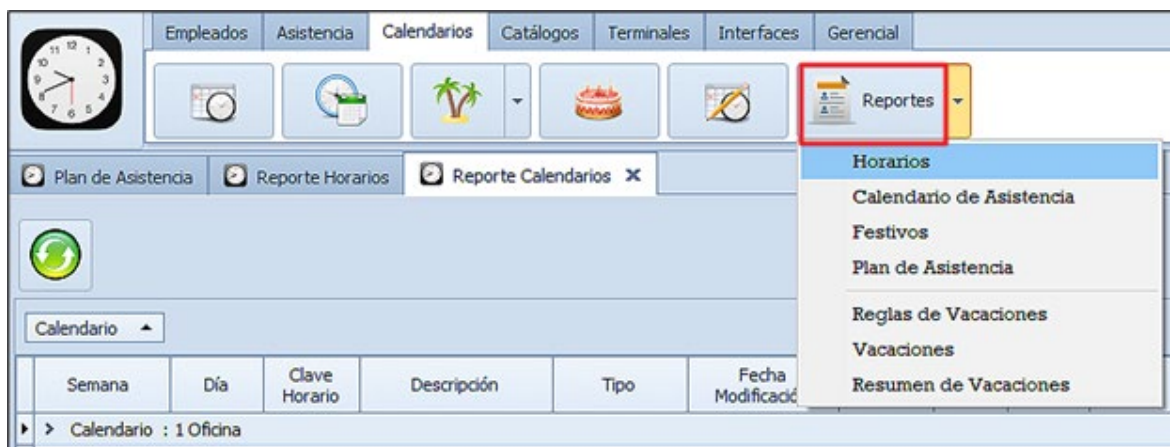 Empleados Asistencia Calendarios Catálogos Terminales Interfaces Gerencial
Reportes
Horarios
Calendario de Asistencia
Festivos
Plan de Asistencia
Reglas de Vacaciones
Vacaciones
Resumen de Vacaciones
Plan de Asistencia Reporte Horarios Reporte Calendarios
Calendario
Semana Día Clave Horario Descripción Tipo Fecha
Calendario : 1 Oficina